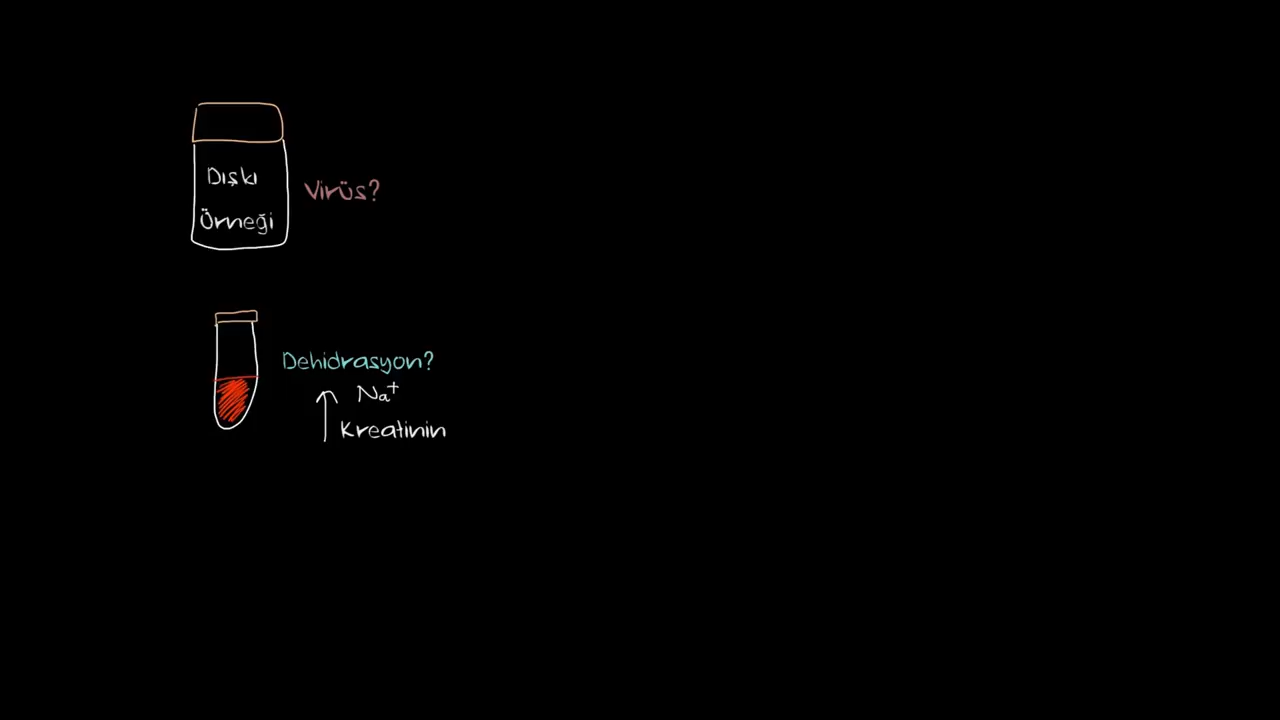 Dışkı
Örneği
Virüs?
Dehidrasyon?
Na+
Kreatinin